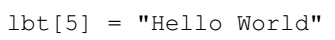 lbt[5] = "Hello World"